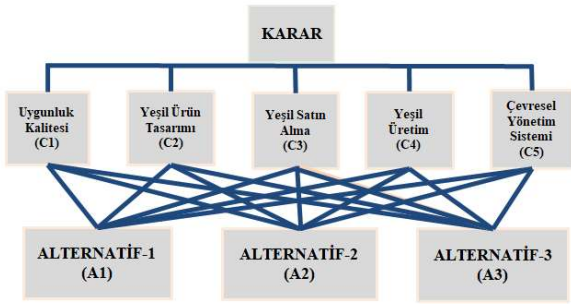 KARAR
Uygunluk
Kalitesi
(C1)
Yeşil Ürün
Tasarımı
(C2)
Yeşil Satın
Alma
(C3)
Yeşil
Üretim
(C4)
Çevresel
Yönetim
Sistemi
(C5)
ALTERNATİF-1
(A1)
ALTERNATİF-2
(A2)
ALTERNATİF-3
(A3)